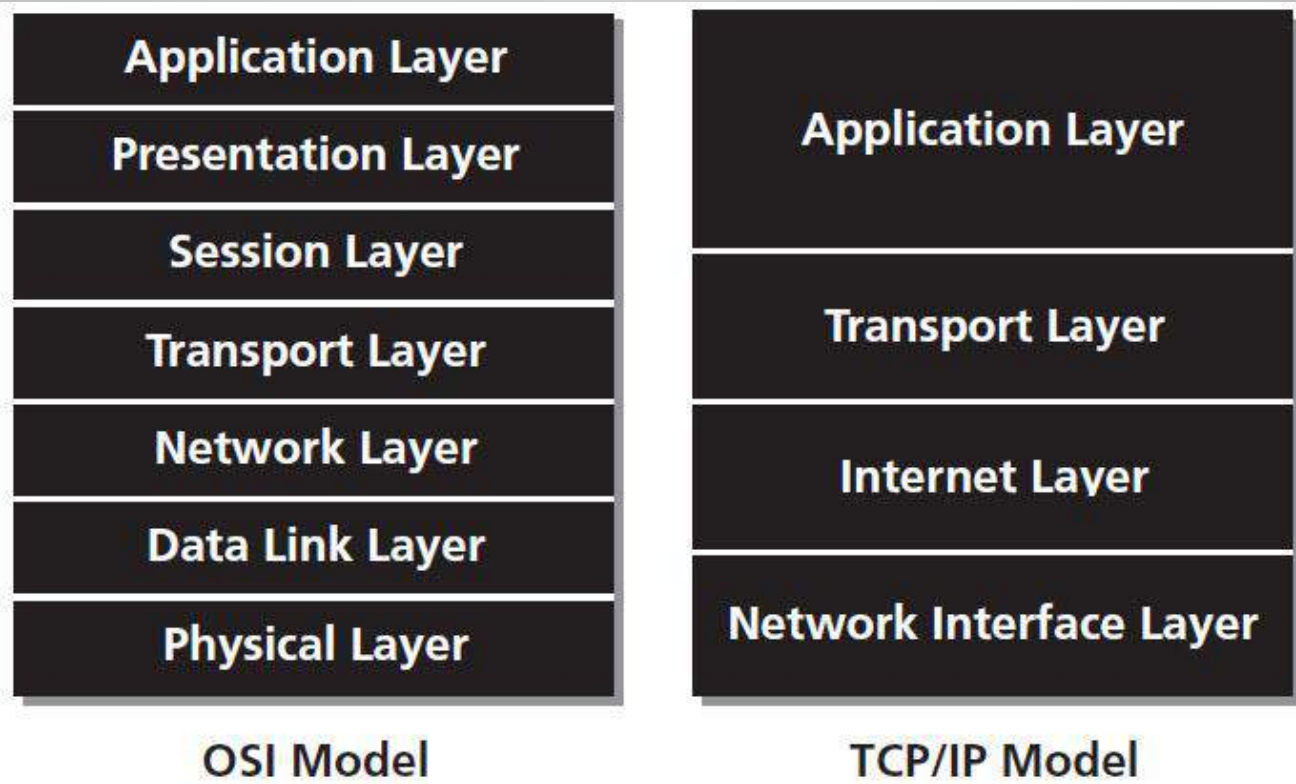 Application Layer
Presentation Layer
Session Layer
Transport Layer
Network Layer
Data Link Layer
Physical Layer
OSI Model
Application Layer
Transport Layer
Internet Layer
Network Interface Layer
TCP/IP Model